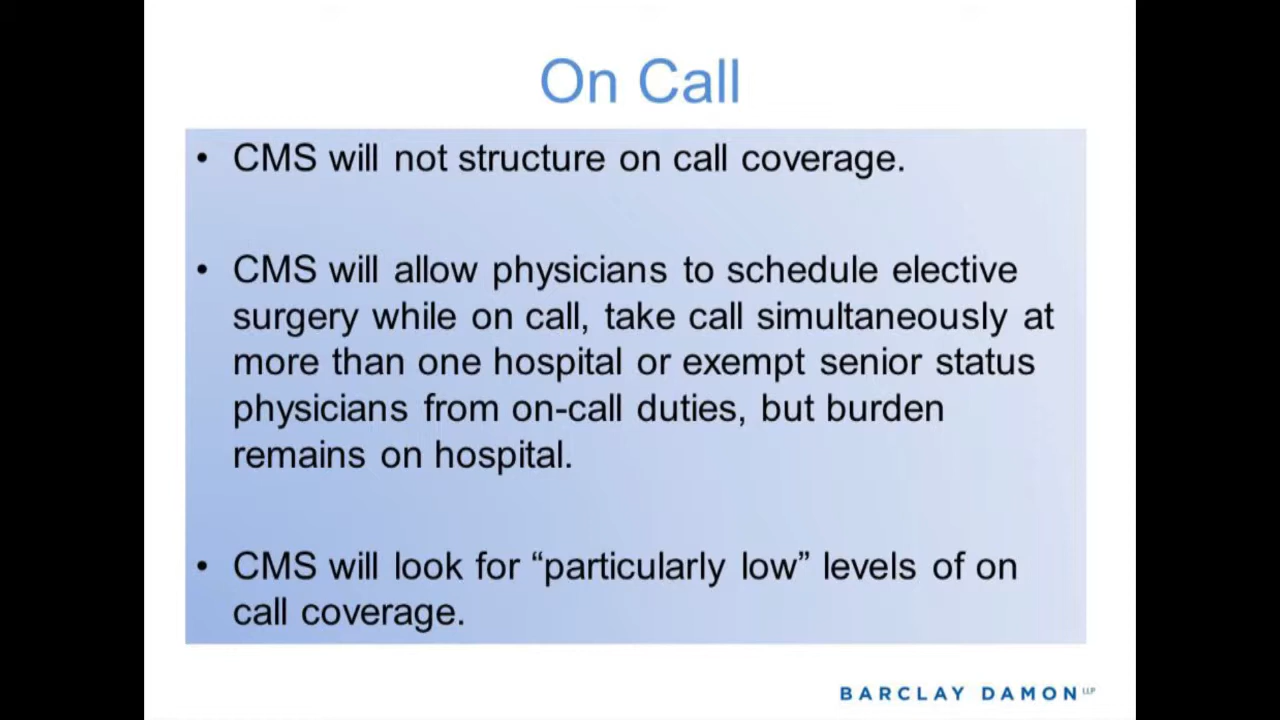 On Call
• CMS will not structure on call coverage.
• CMS will allow physicians to schedule elective
surgery while on call, take call simultaneously at
more than one hospital or exempt senior status
physicians from on-call duties, but burden
remains on hospital.
• CMS will look for “particularly low” levels of on
call coverage.
BARCLAY DAMON LLP